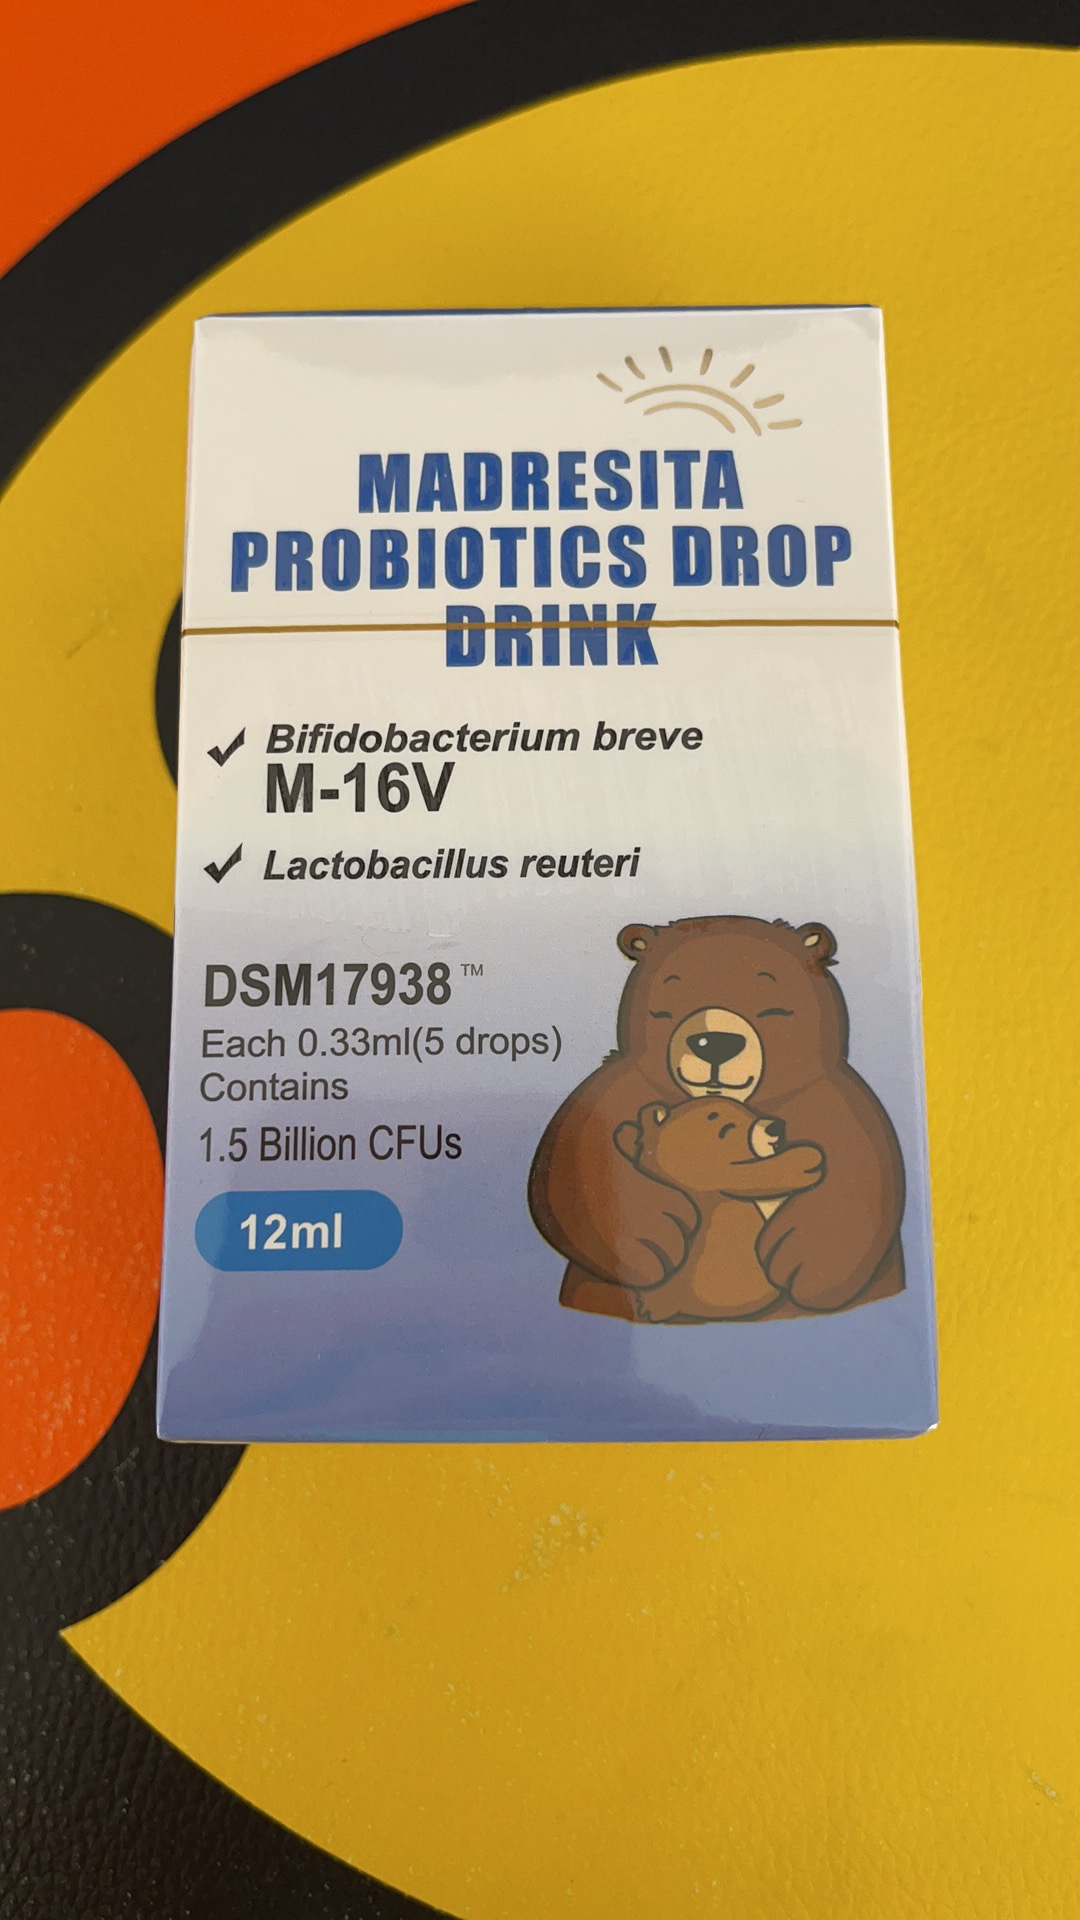 MADRESITA
PROBIOTICS DROP
DRINK
Bifidobacterium breve
M-16V
Lactobacillus reuteri
DSM17938™
Each 0.33ml(5 drops)
Contains
1.5 Billion CFUs
12ml